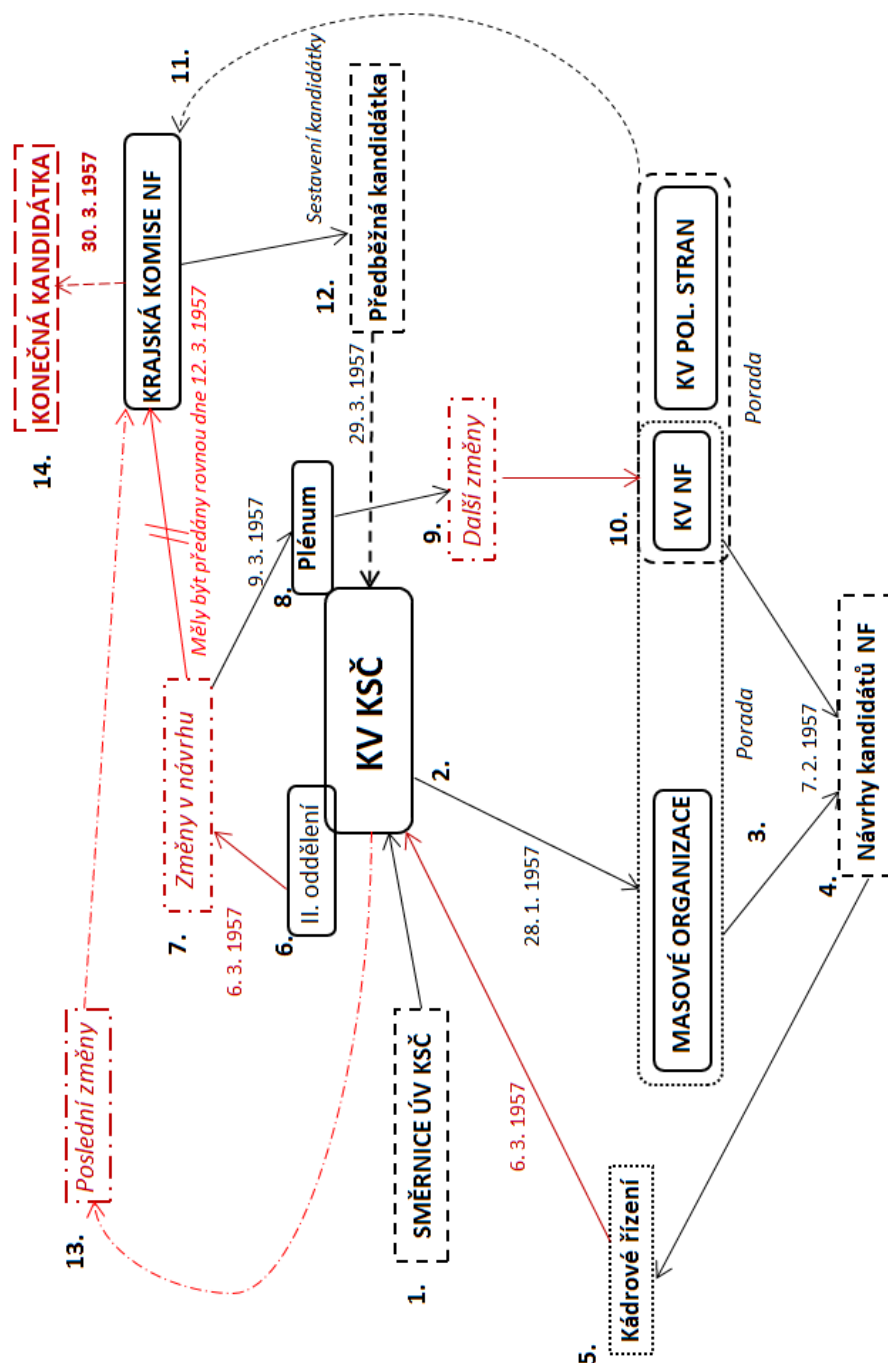 13.
Poslední změny
7.
Změny v návrhu
6. 3. 1957
Měly být předány rovnou dne 12. 3. 1957
14.
KONEČNÁ KANDIDÁTKA
30. 3. 1957
KRAJSKÁ KOMISE NF
11.
1.
SMĚRNICE ÚV KSČ
6.
II. oddělení
KV KSČ
8.
Plénum
9. 3. 1957
29. 3. 1957
12.
Předběžná kandidátka
Sestavení kandidátky
9.
Další změny
2.
28. 1. 1957
6. 3. 1957
5.
Kádrové řízení
MASOVÉ ORGANIZACE
Porada
10.
KV NF
KV POL. STRAN
Porada
3.
7. 2. 1957
4.
Návrhy kandidátů NF